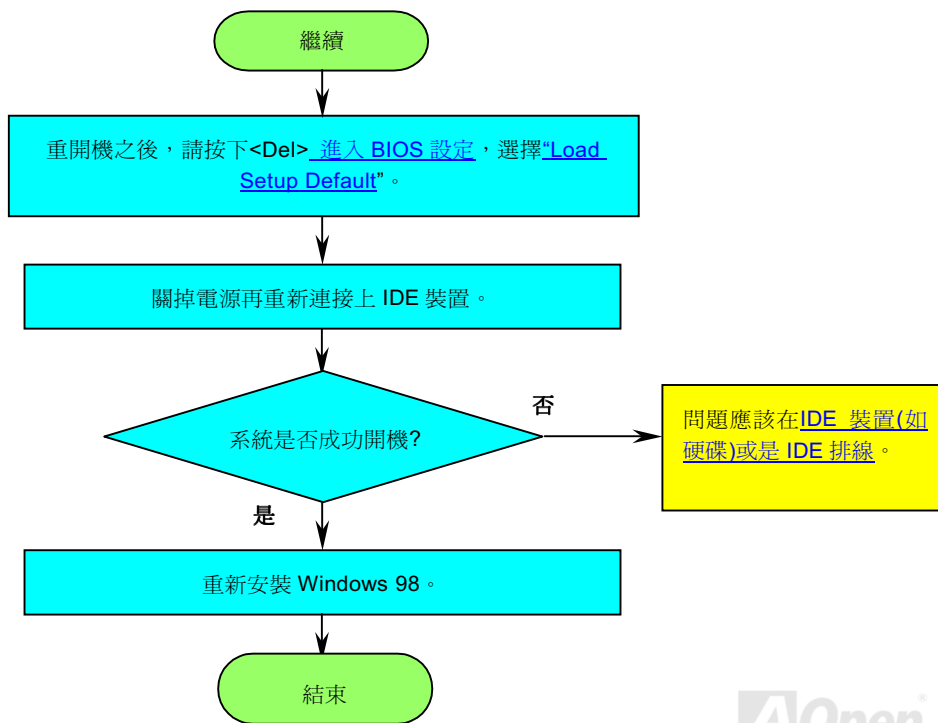 繼續
重開機之後，請按下<Del> 進入 BIOS 設定，選擇“Load
Setup Default”。
關掉電源再重新連接上 IDE 裝置。
系統是否成功開機?
否
問題應該在IDE 裝置(如
硬碟)或是 IDE 排線。
是
重新安裝 Windows 98。
結束
AOpen®